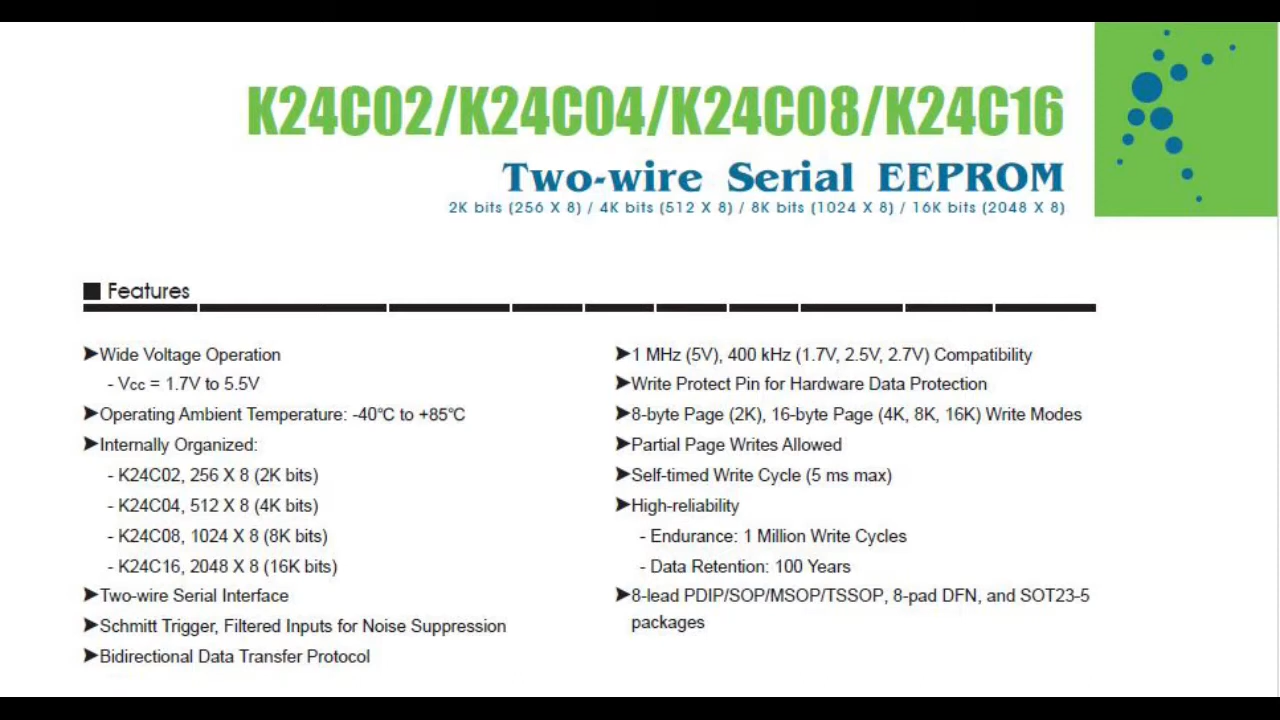 K24C02/K24C04/K24C08/K24C16
Two-wire Serial EEPROM
2K bits (256 X 8) / 4K bits (512 X 8) / 8K bits (1024 X 8) / 16K bits (2048 X 8)
■ Features
➤Wide Voltage Operation
- Vcc = 1.7V to 5.5V
➤Operating Ambient Temperature: -40℃ to +85℃
➤Internally Organized:
- K24C02, 256 X 8 (2K bits)
- K24C04, 512 X 8 (4K bits)
- K24C08, 1024 X 8 (8K bits)
- K24C16, 2048 X 8 (16K bits)
➤Two-wire Serial Interface
➤Schmitt Trigger, Filtered Inputs for Noise Suppression
➤Bidirectional Data Transfer Protocol
➤1 MHz (5V), 400 kHz (1.7V, 2.5V, 2.7V) Compatibility
➤Write Protect Pin for Hardware Data Protection
➤8-byte Page (2K), 16-byte Page (4K, 8K, 16K) Write Modes
➤Partial Page Writes Allowed
➤Self-timed Write Cycle (5 ms max)
➤High-reliability
- Endurance: 1 Million Write Cycles
- Data Retention: 100 Years
➤8-lead PDIP/SOP/MSOP/TSSOP, 8-pad DFN, and SOT23-5
packages